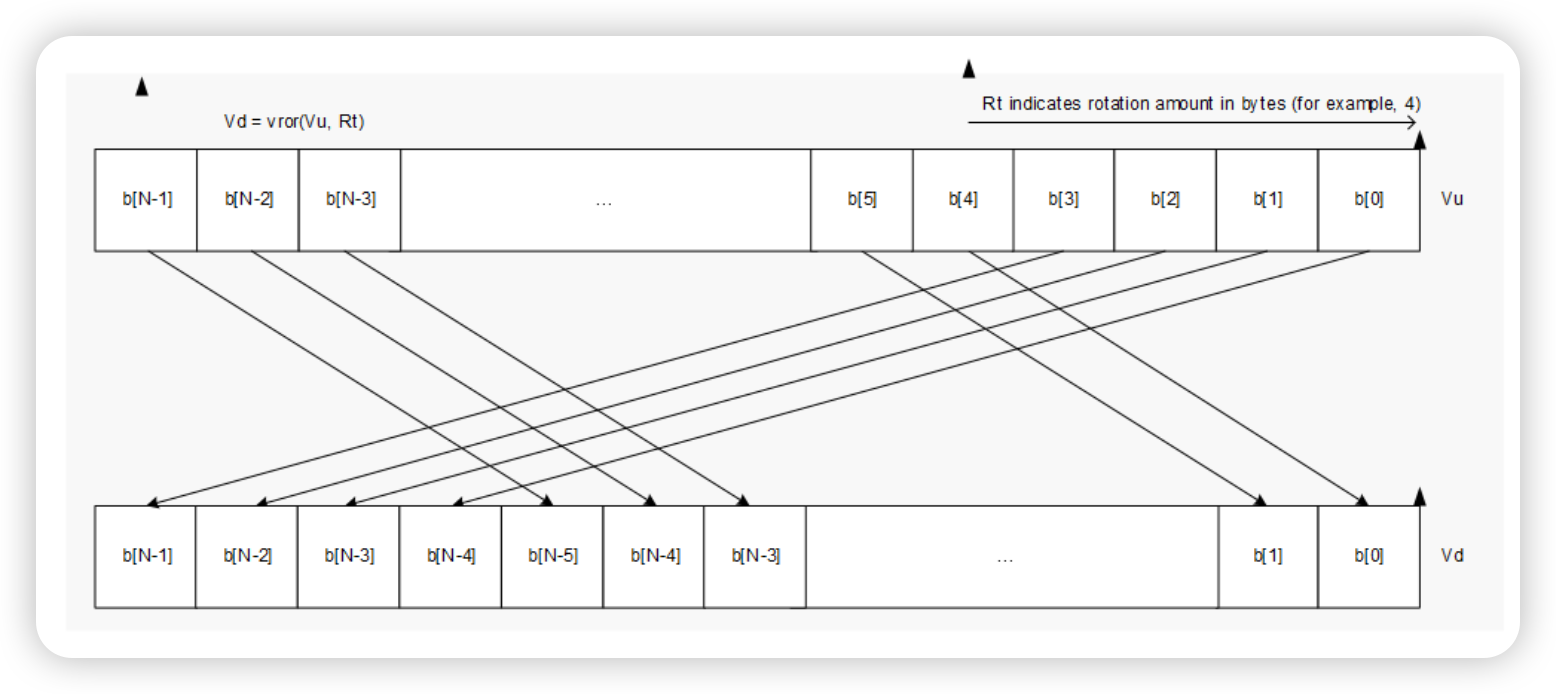 Rt indicates rotation amount in bytes (for example, 4)
Vd = vror(Vu, Rt)
b[N-1] b[N-2] b[N-3] ... b[5] b[4] b[3] b[2] b[1] b[0] Vu
b[N-1] b[N-2] b[N-3] b[N-4] b[N-5] b[N-4] b[N-3] ... b[1] b[0] Vd